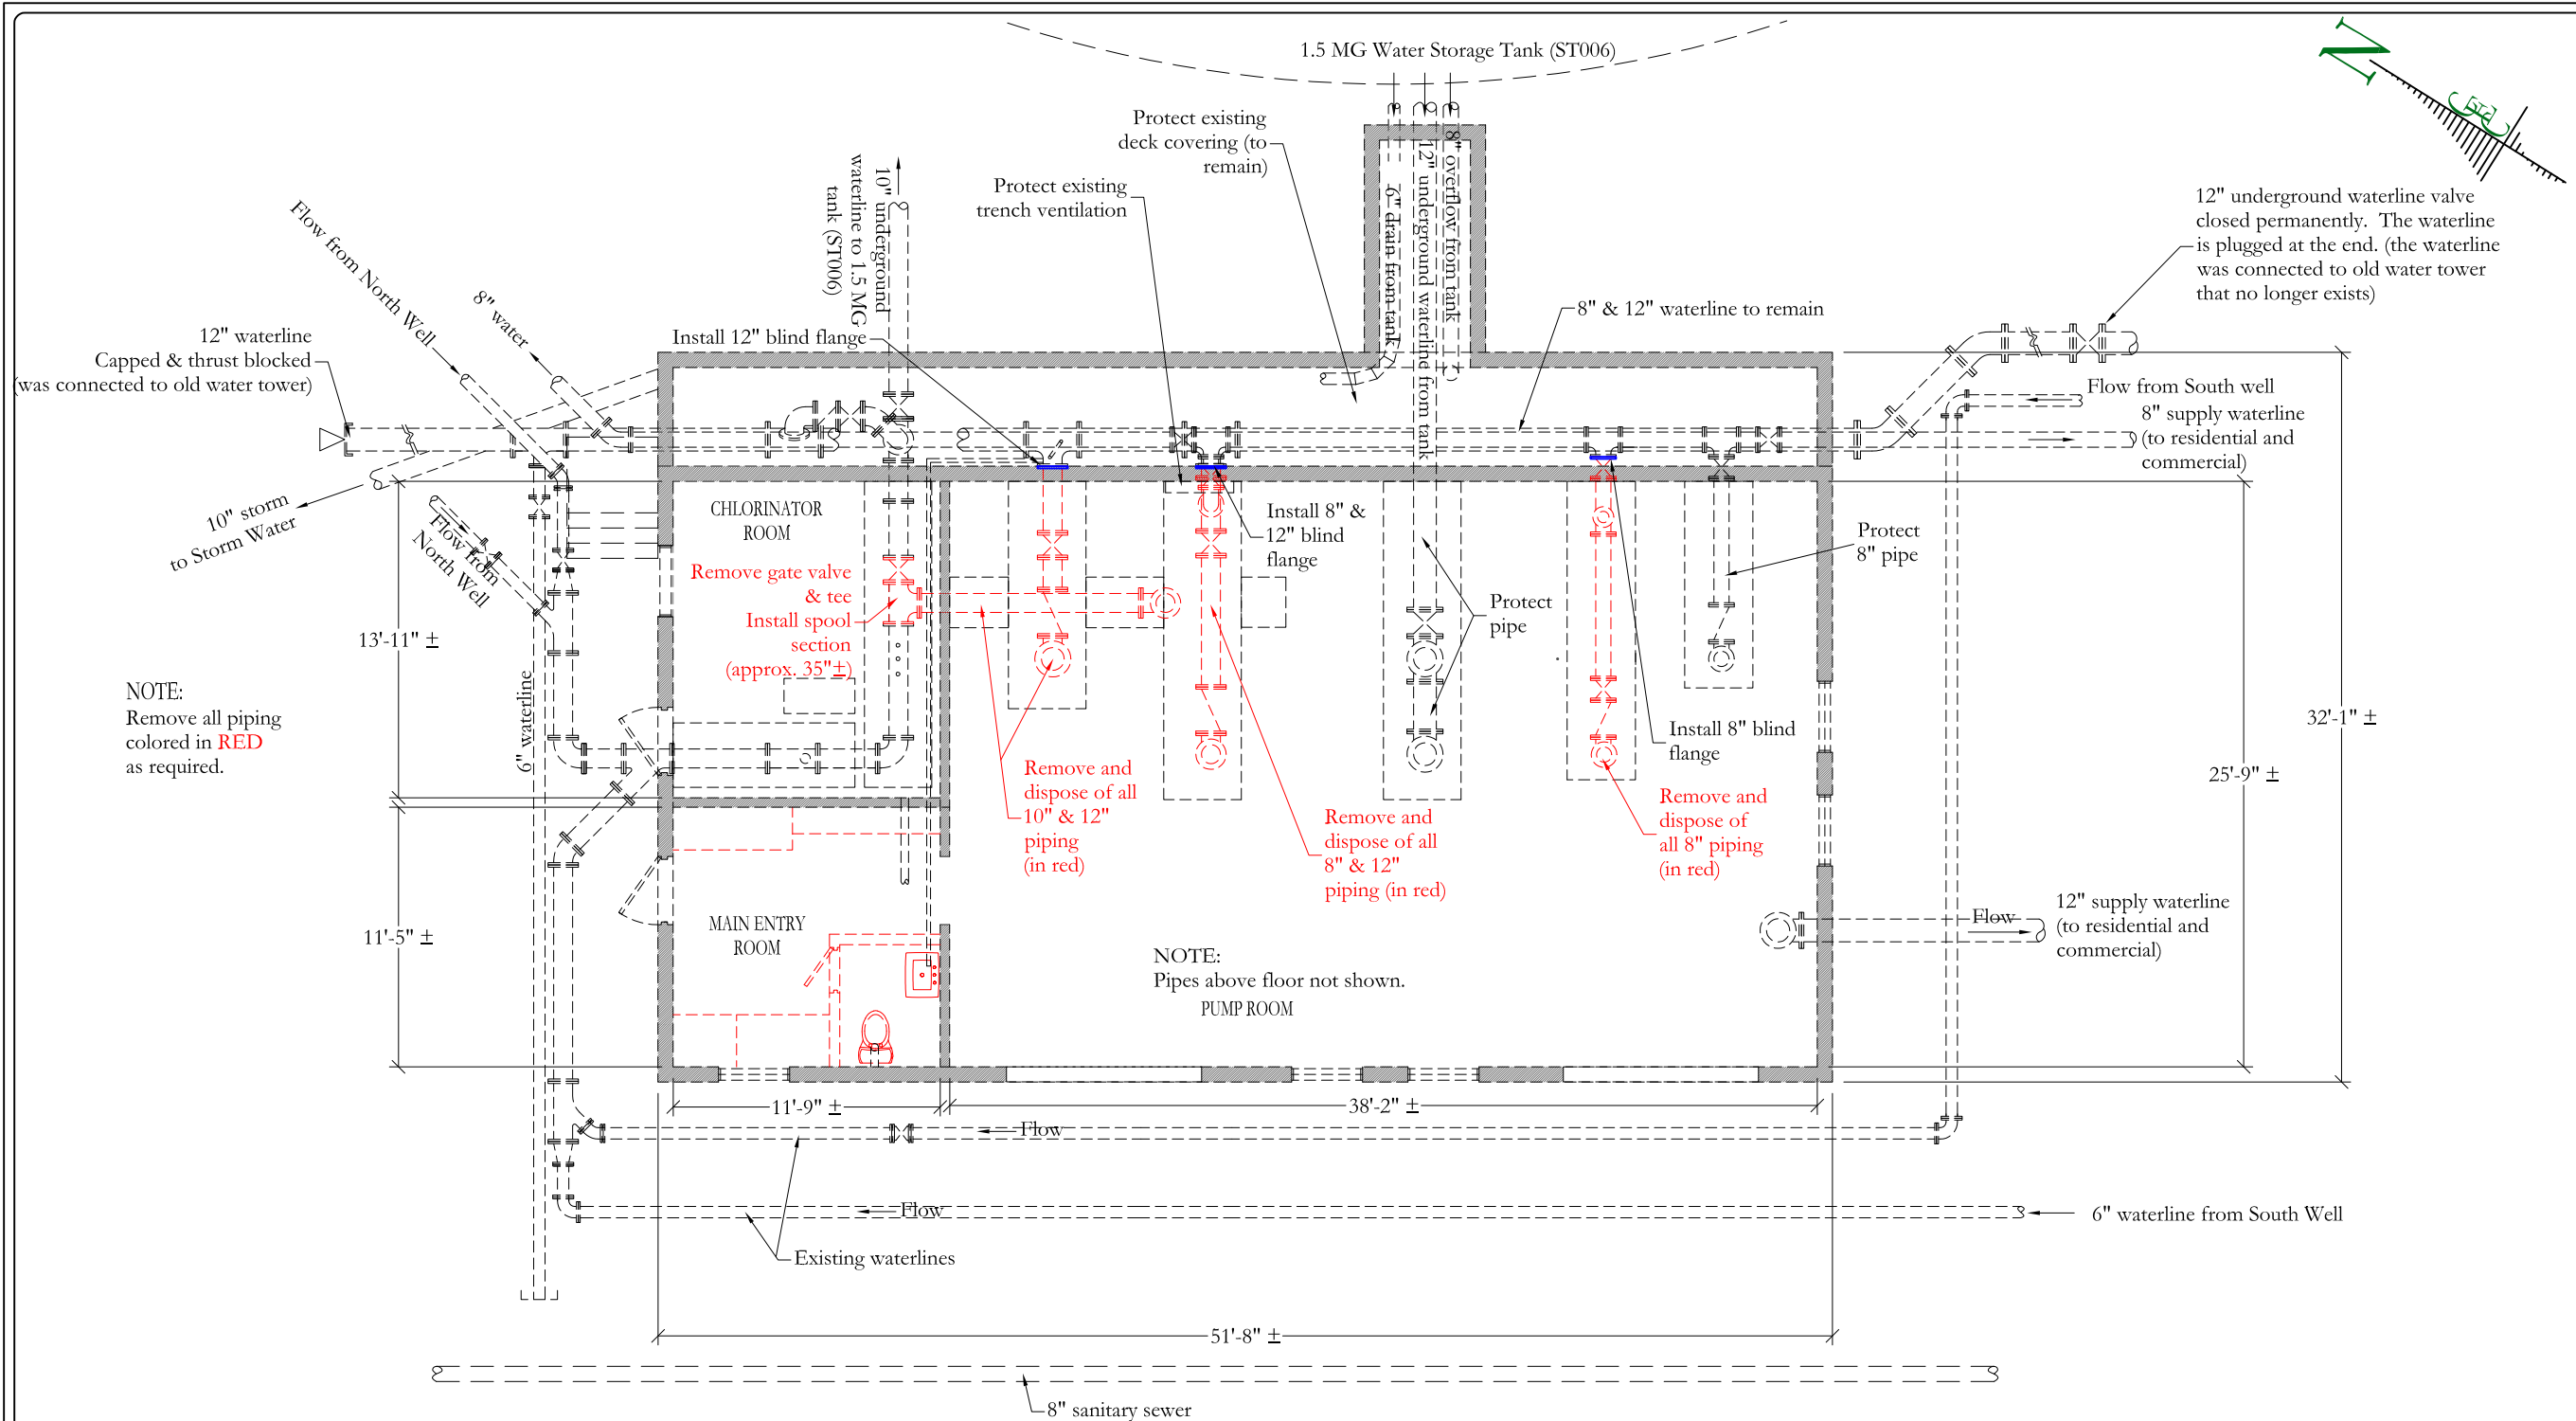 1.5 MG Water Storage Tank (ST006)
N
Protect existing
deck covering (to
remain)
Protect existing
trench ventilation
10" underground
waterline to 1.5 MG
tank (ST006)
6" drain from tank
12" underground waterline from tank
8" overflow from tank
12" underground waterline valve
closed permanently. The waterline
is plugged at the end. (the waterline
was connected to old water tower
that no longer exists)
Flow from North Well
8" water
12" waterline
Capped & thrust blocked
(was connected to old water tower)
Install 12" blind flange
8" & 12" waterline to remain
Flow from South well
8" supply waterline
(to residential and
commercial)
10" storm
to Storm Water
Flow from
North Well
CHLORINATOR
ROOM
Remove gate valve
& tee
Install spool
section
(approx. 35"±)
Install 8" &
12" blind
flange
Protect
pipe
Protect
8" pipe
13'-11" ±
NOTE:
Remove all piping
colored in RED
as required.
6" waterline
Install 8" blind
flange
32'-1" ±
25'-9" ±
Remove and
dispose of all
10" & 12"
piping
(in red)
Remove and
dispose of all
8" & 12"
piping (in red)
Remove and
dispose of
all 8" piping
(in red)
11'-5" ±
MAIN ENTRY
ROOM
NOTE:
Pipes above floor not shown.
PUMP ROOM
Flow
12" supply waterline
(to residential and
commercial)
11'-9" ±
38'-2" ±
Flow
Flow
6" waterline from South Well
Existing waterlines
51'-8" ±
8" sanitary sewer